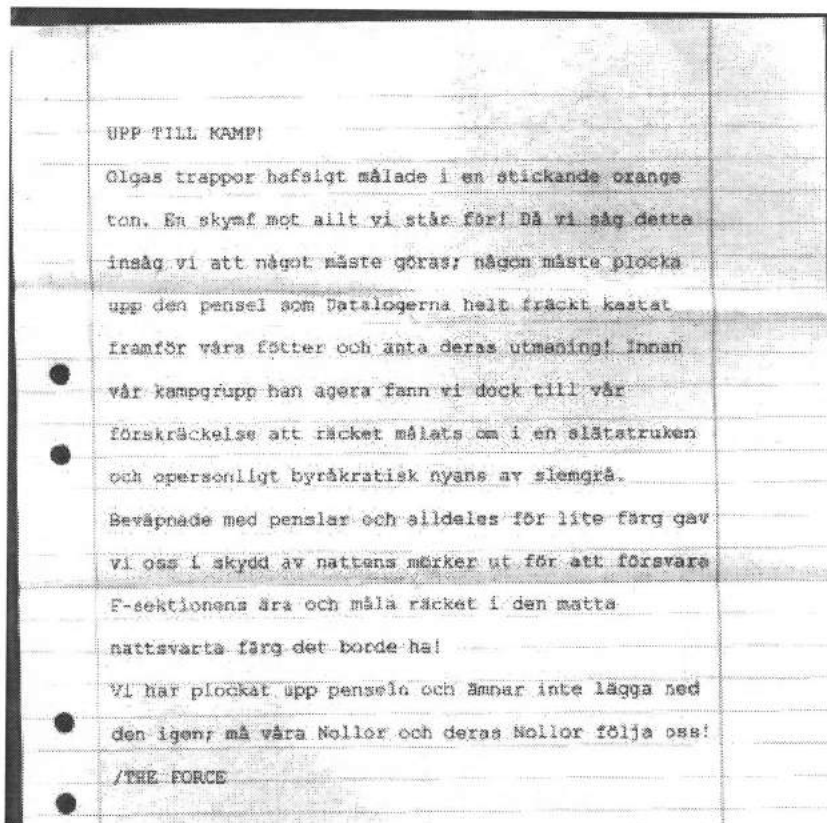 UPP TILL KAMP!
Olgas trappor hafsigt målade i en stickande orange
ton. En skymf mot allt vi står för! Då vi såg detta
insåg vi att något måste göras; någon måste plocka
upp den pensel som Datalogerna helt fräckt kastat
framför våra fötter och anta deras utmaning! Innan
vår kampgrupp han agera fann vi dock till vår
förskräckelse att räcket målats om i en slätstruken
och opersonligt byråkratisk nyans av slemgrå.
Beväpnade med penslar och alldeles för lite färg gav
vi oss i skydd av nattens mörker ut för att försvara
F-sektionens ära och måla räcket i den matta
nattsvarta färg det borde ha!
Vi har plockat upp penseln och ämnar inte lägga ned
den igen; må våra Nollor och deras Nollor följa oss!
/THE FORCE